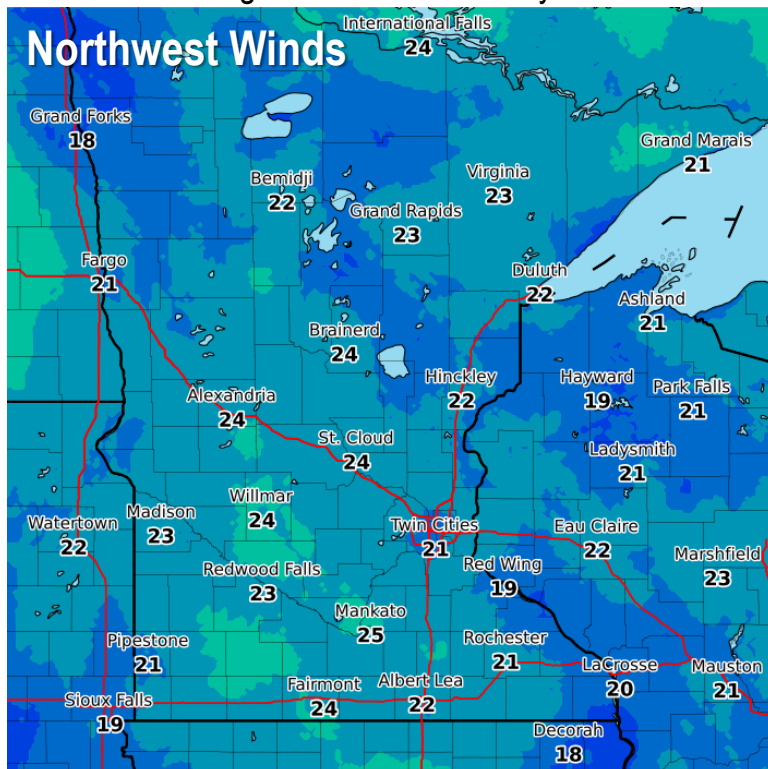 International Falls
24
Northwest Winds
Grand Forks
18
Grand Marais
21
Bemidji
22
Virginia
23
Grand Rapids
23
Fargo
21
Duluth
22
Ashland
21
Brainerd
24
Hinckley
22
Hayward
19
Park Falls
21
Alexandria
24
St. Cloud
24
Ladysmith
21
Willmar
24
Madison
23
Watertown
22
Twin Cities
21
Eau Claire
22
Marshfield
23
Red Wing
19
Redwood Falls
23
Mankato
25
Pipestone
21
Rochester
21
LaCrosse
20
Mauston
21
Fairmont
24
Albert Lea
22
Sioux Falls
19
Decorah
18